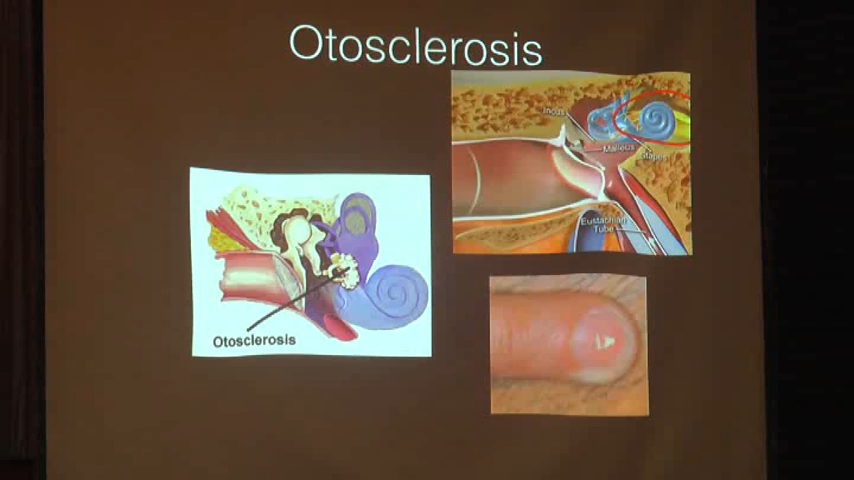 Otosclerosis
Incus
Malleus
Stapes
Eustachian
Tube
Otosclerosis